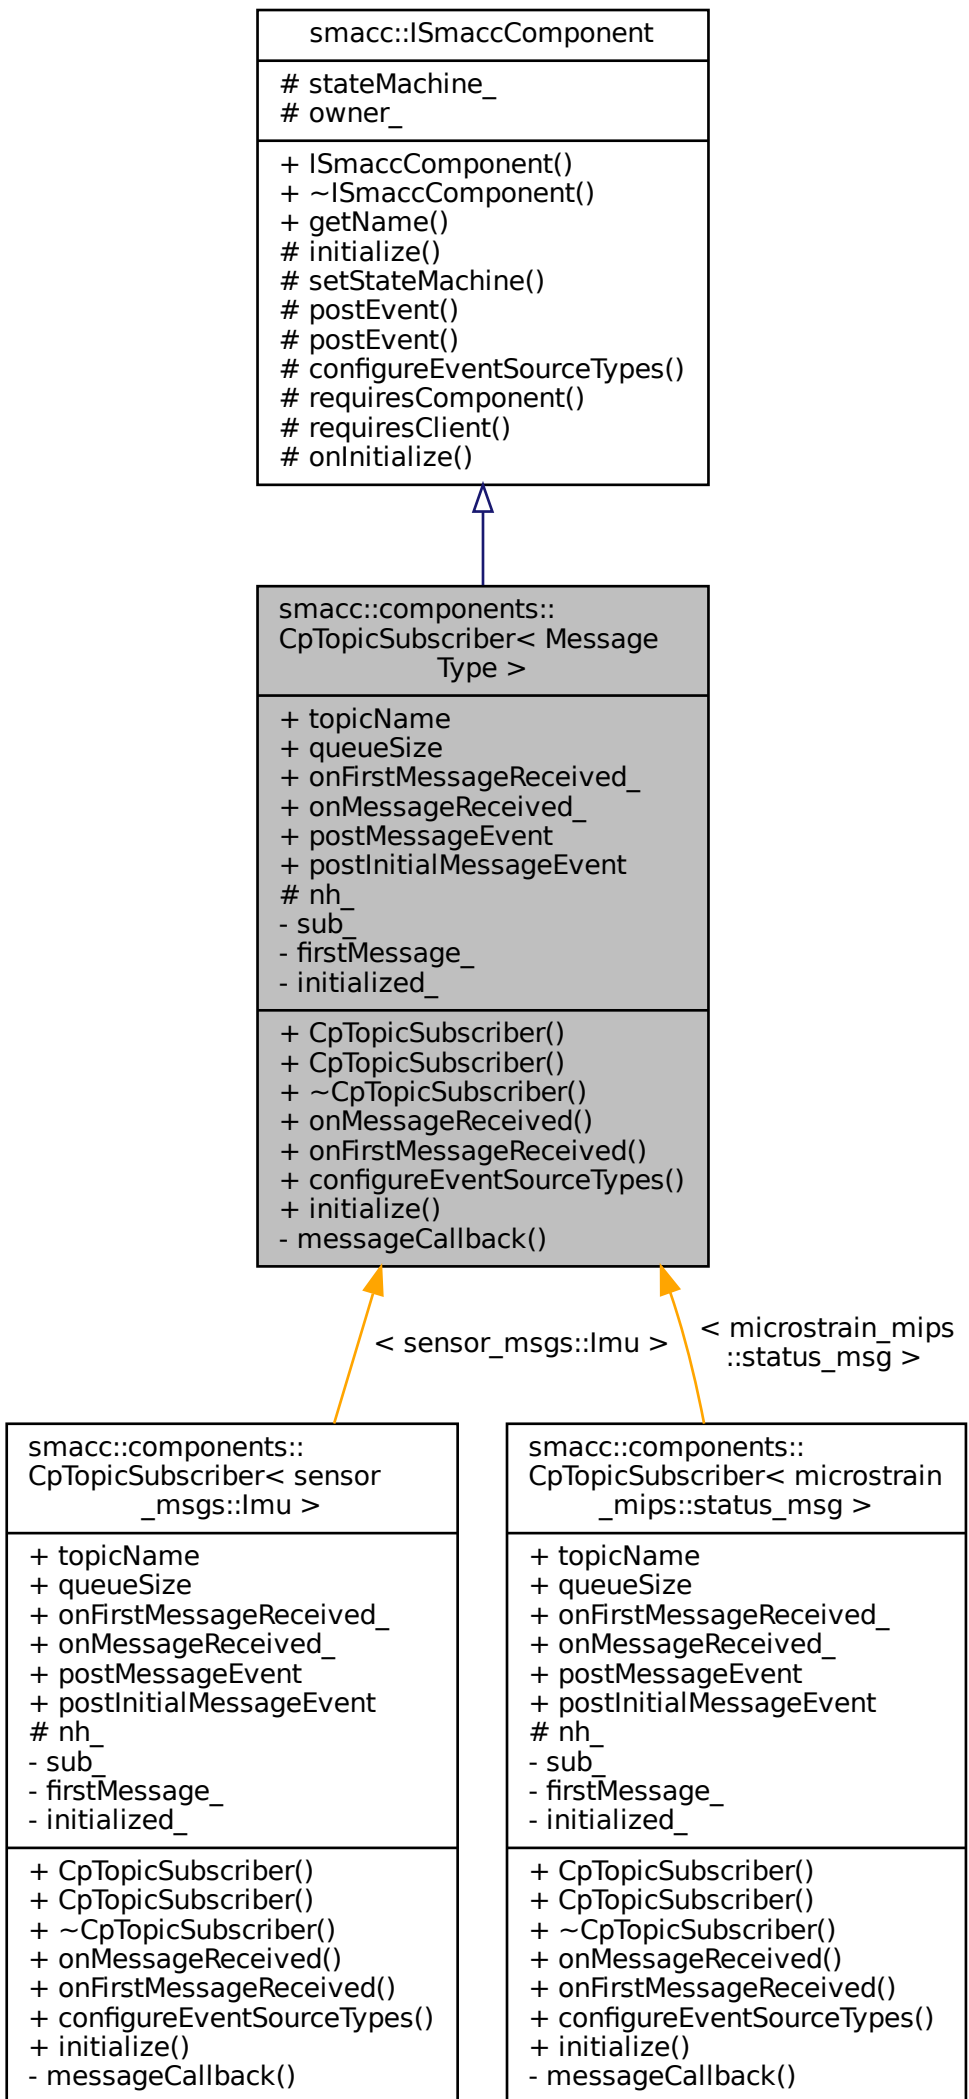 smacc::ISmaccComponent
# stateMachine_
# owner_
+ ISmaccComponent()
+ ~ISmaccComponent()
+ getName()
# initialize()
# setStateMachine()
# postEvent()
# postEvent()
# configureEventSourceTypes()
# requiresComponent()
# requiresClient()
# onInitialize()
smacc::components::
CpTopicSubscriber< Message
Type >
+ topicName
+ queueSize
+ onFirstMessageReceived_
+ onMessageReceived_
+ postMessageEvent
+ postInitialMessageEvent
# nh_
- sub_
- firstMessage_
- initialized_
+ CpTopicSubscriber()
+ CpTopicSubscriber()
+ ~CpTopicSubscriber()
+ onMessageReceived()
+ onFirstMessageReceived()
+ configureEventSourceTypes()
+ initialize()
- messageCallback()
< sensor_msgs::Imu >
< microstrain_mips
::status_msg >
smacc::components::
CpTopicSubscriber< sensor
_msgs::Imu >
+ topicName
+ queueSize
+ onFirstMessageReceived_
+ onMessageReceived_
+ postMessageEvent
+ postInitialMessageEvent
# nh_
- sub_
- firstMessage_
- initialized_
+ CpTopicSubscriber()
+ CpTopicSubscriber()
+ ~CpTopicSubscriber()
+ onMessageReceived()
+ onFirstMessageReceived()
+ configureEventSourceTypes()
+ initialize()
- messageCallback()
smacc::components::
CpTopicSubscriber< microstrain
_mips::status_msg >
+ topicName
+ queueSize
+ onFirstMessageReceived_
+ onMessageReceived_
+ postMessageEvent
+ postInitialMessageEvent
# nh_
- sub_
- firstMessage_
- initialized_
+ CpTopicSubscriber()
+ CpTopicSubscriber()
+ ~CpTopicSubscriber()
+ onMessageReceived()
+ onFirstMessageReceived()
+ configureEventSourceTypes()
+ initialize()
- messageCallback()